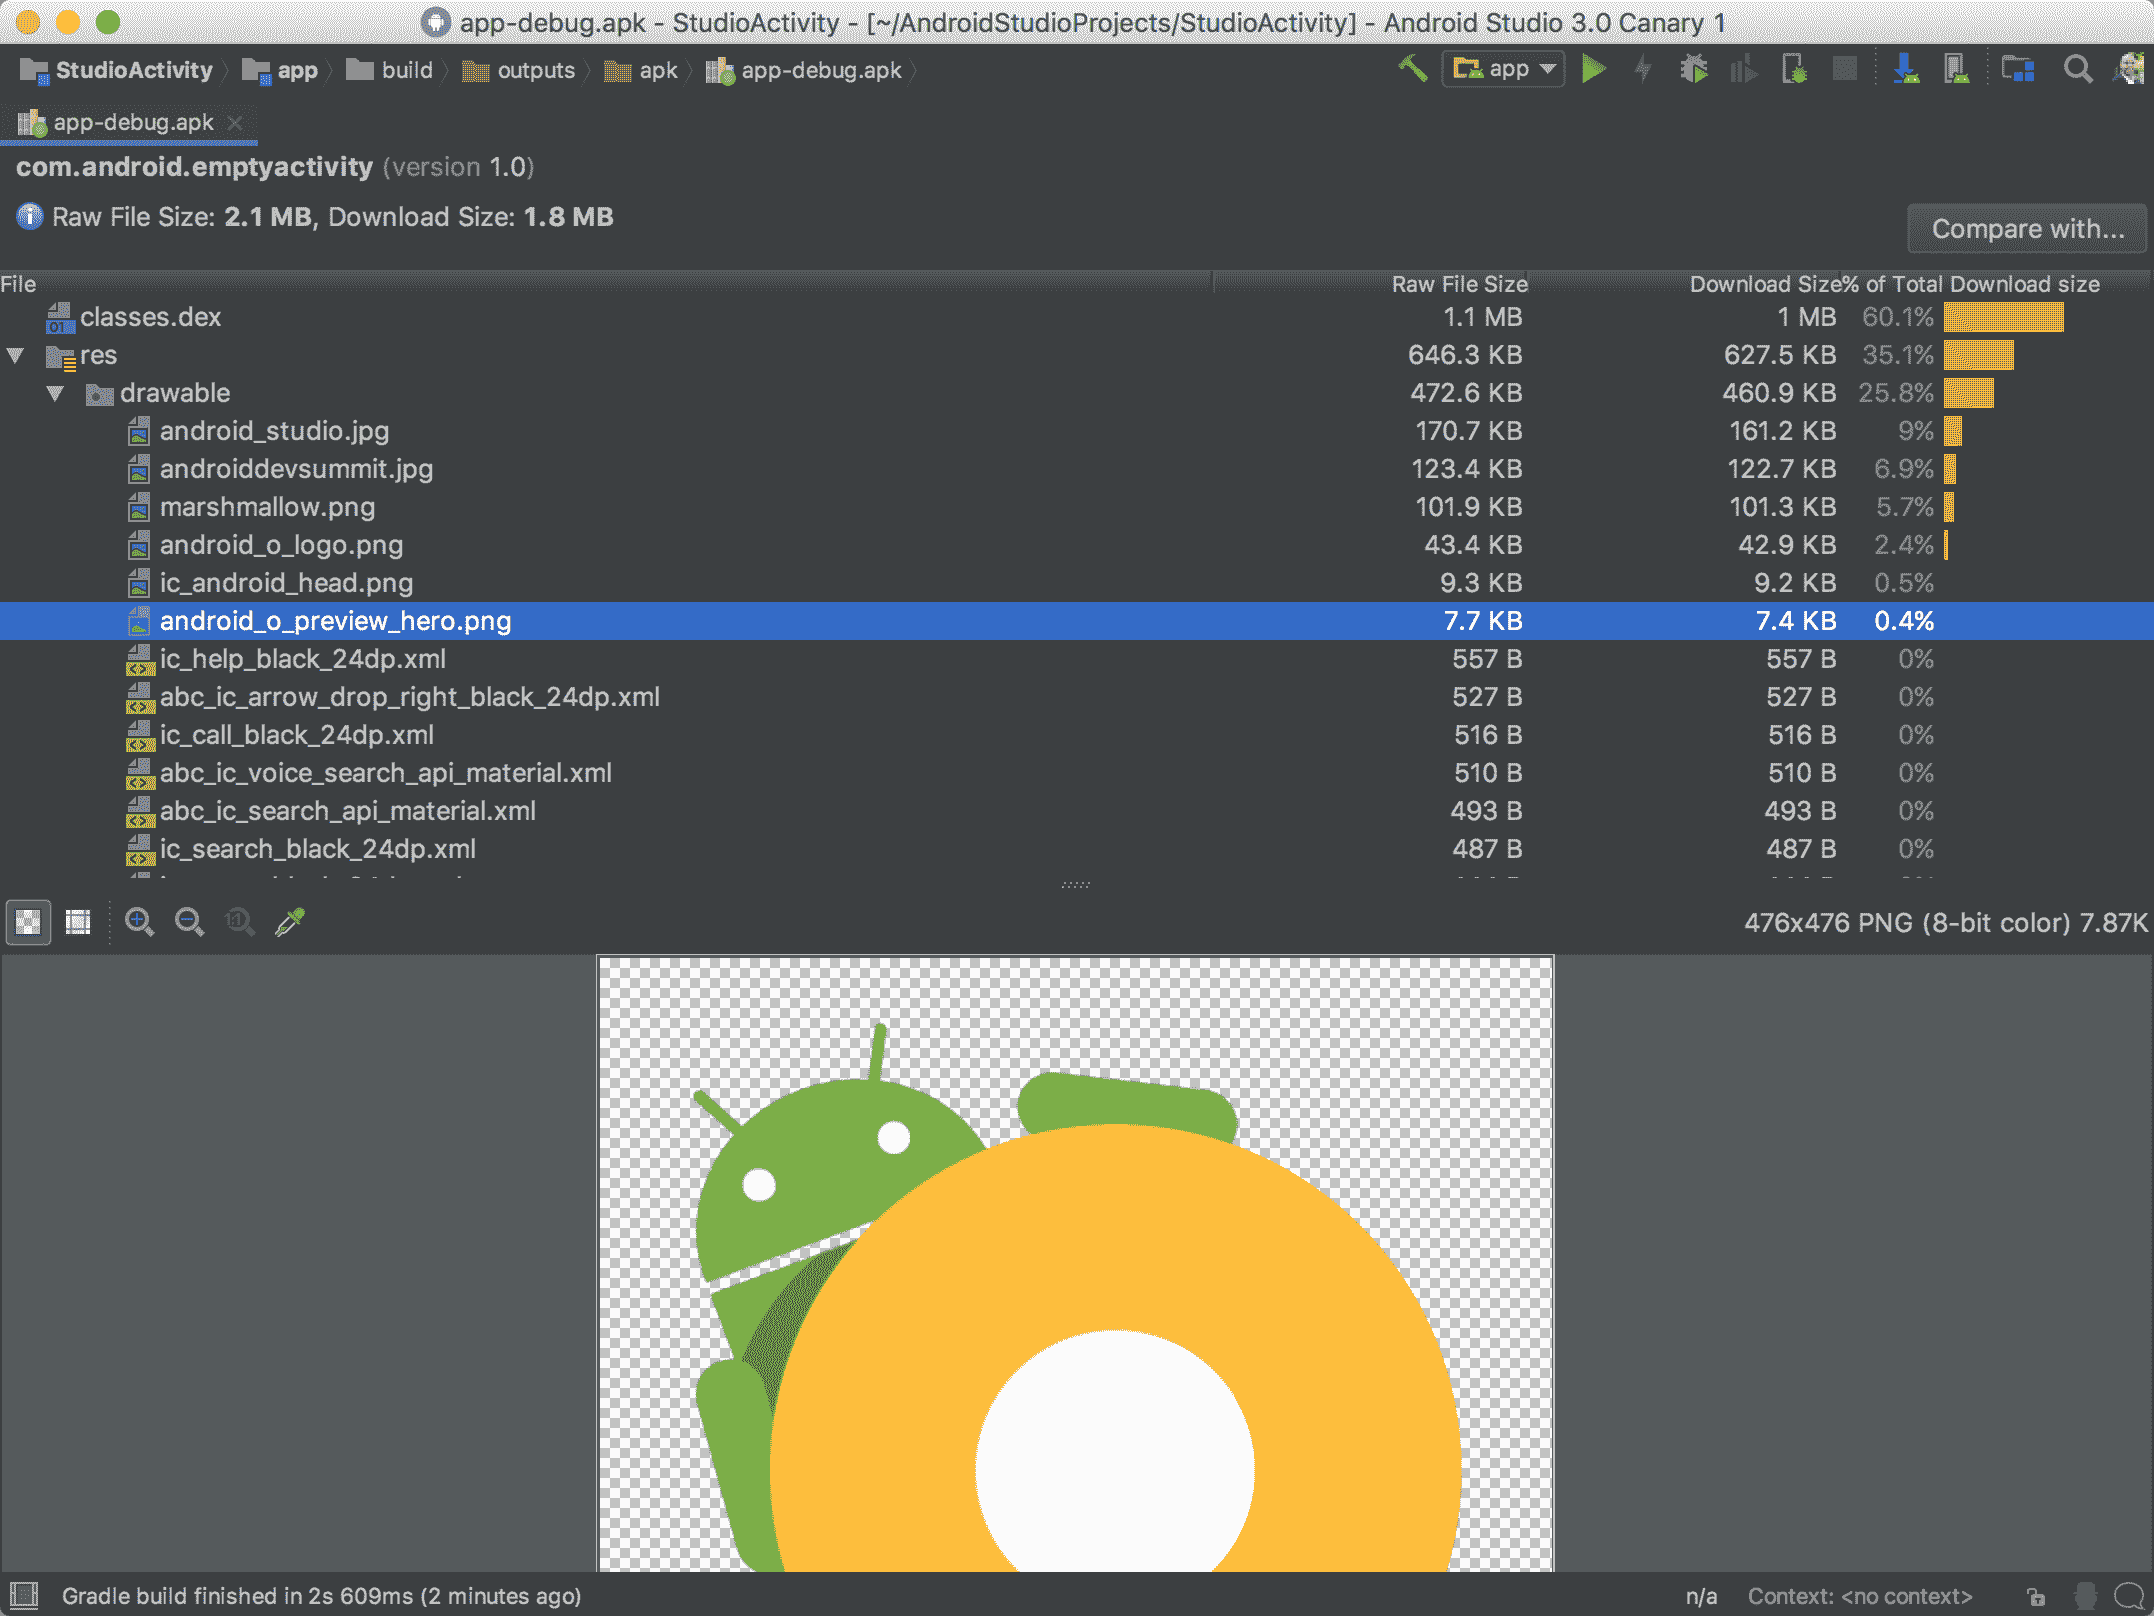 app-debug.apk - StudioActivity - [~/AndroidStudioProjects/StudioActivity] - Android Studio 3.0 Canary 1
StudioActivity app build outputs apk app-debug.apk app
app-debug.apk
com.android.emptyactivity (version 1.0)
Raw File Size: 2.1 MB, Download Size: 1.8 MB
Compare with...
File Raw File Size Download Size % of Total Download size
classes.dex 1.1 MB 1 MB 60.1%
res 646.3 KB 627.5 KB 35.1%
drawable 472.6 KB 460.9 KB 25.8%
android_studio.jpg 170.7 KB 161.2 KB 9%
androiddevsummit.jpg 123.4 KB 122.7 KB 6.9%
marshmallow.png 101.9 KB 101.3 KB 5.7%
android_o_logo.png 43.4 KB 42.9 KB 2.4%
ic_android_head.png 9.3 KB 9.2 KB 0.5%
android_o_preview_hero.png 7.7 KB 7.4 KB 0.4%
ic_help_black_24dp.xml 557 B 557 B 0%
abc_ic_arrow_drop_right_black_24dp.xml 527 B 527 B 0%
ic_call_black_24dp.xml 516 B 516 B 0%
abc_ic_voice_search_api_material.xml 510 B 510 B 0%
abc_ic_search_api_material.xml 493 B 493 B 0%
ic_search_black_24dp.xml 487 B 487 B 0%
476x476 PNG (8-bit color) 7.87K
Gradle build finished in 2s 609ms (2 minutes ago) n/a Context: <no context>